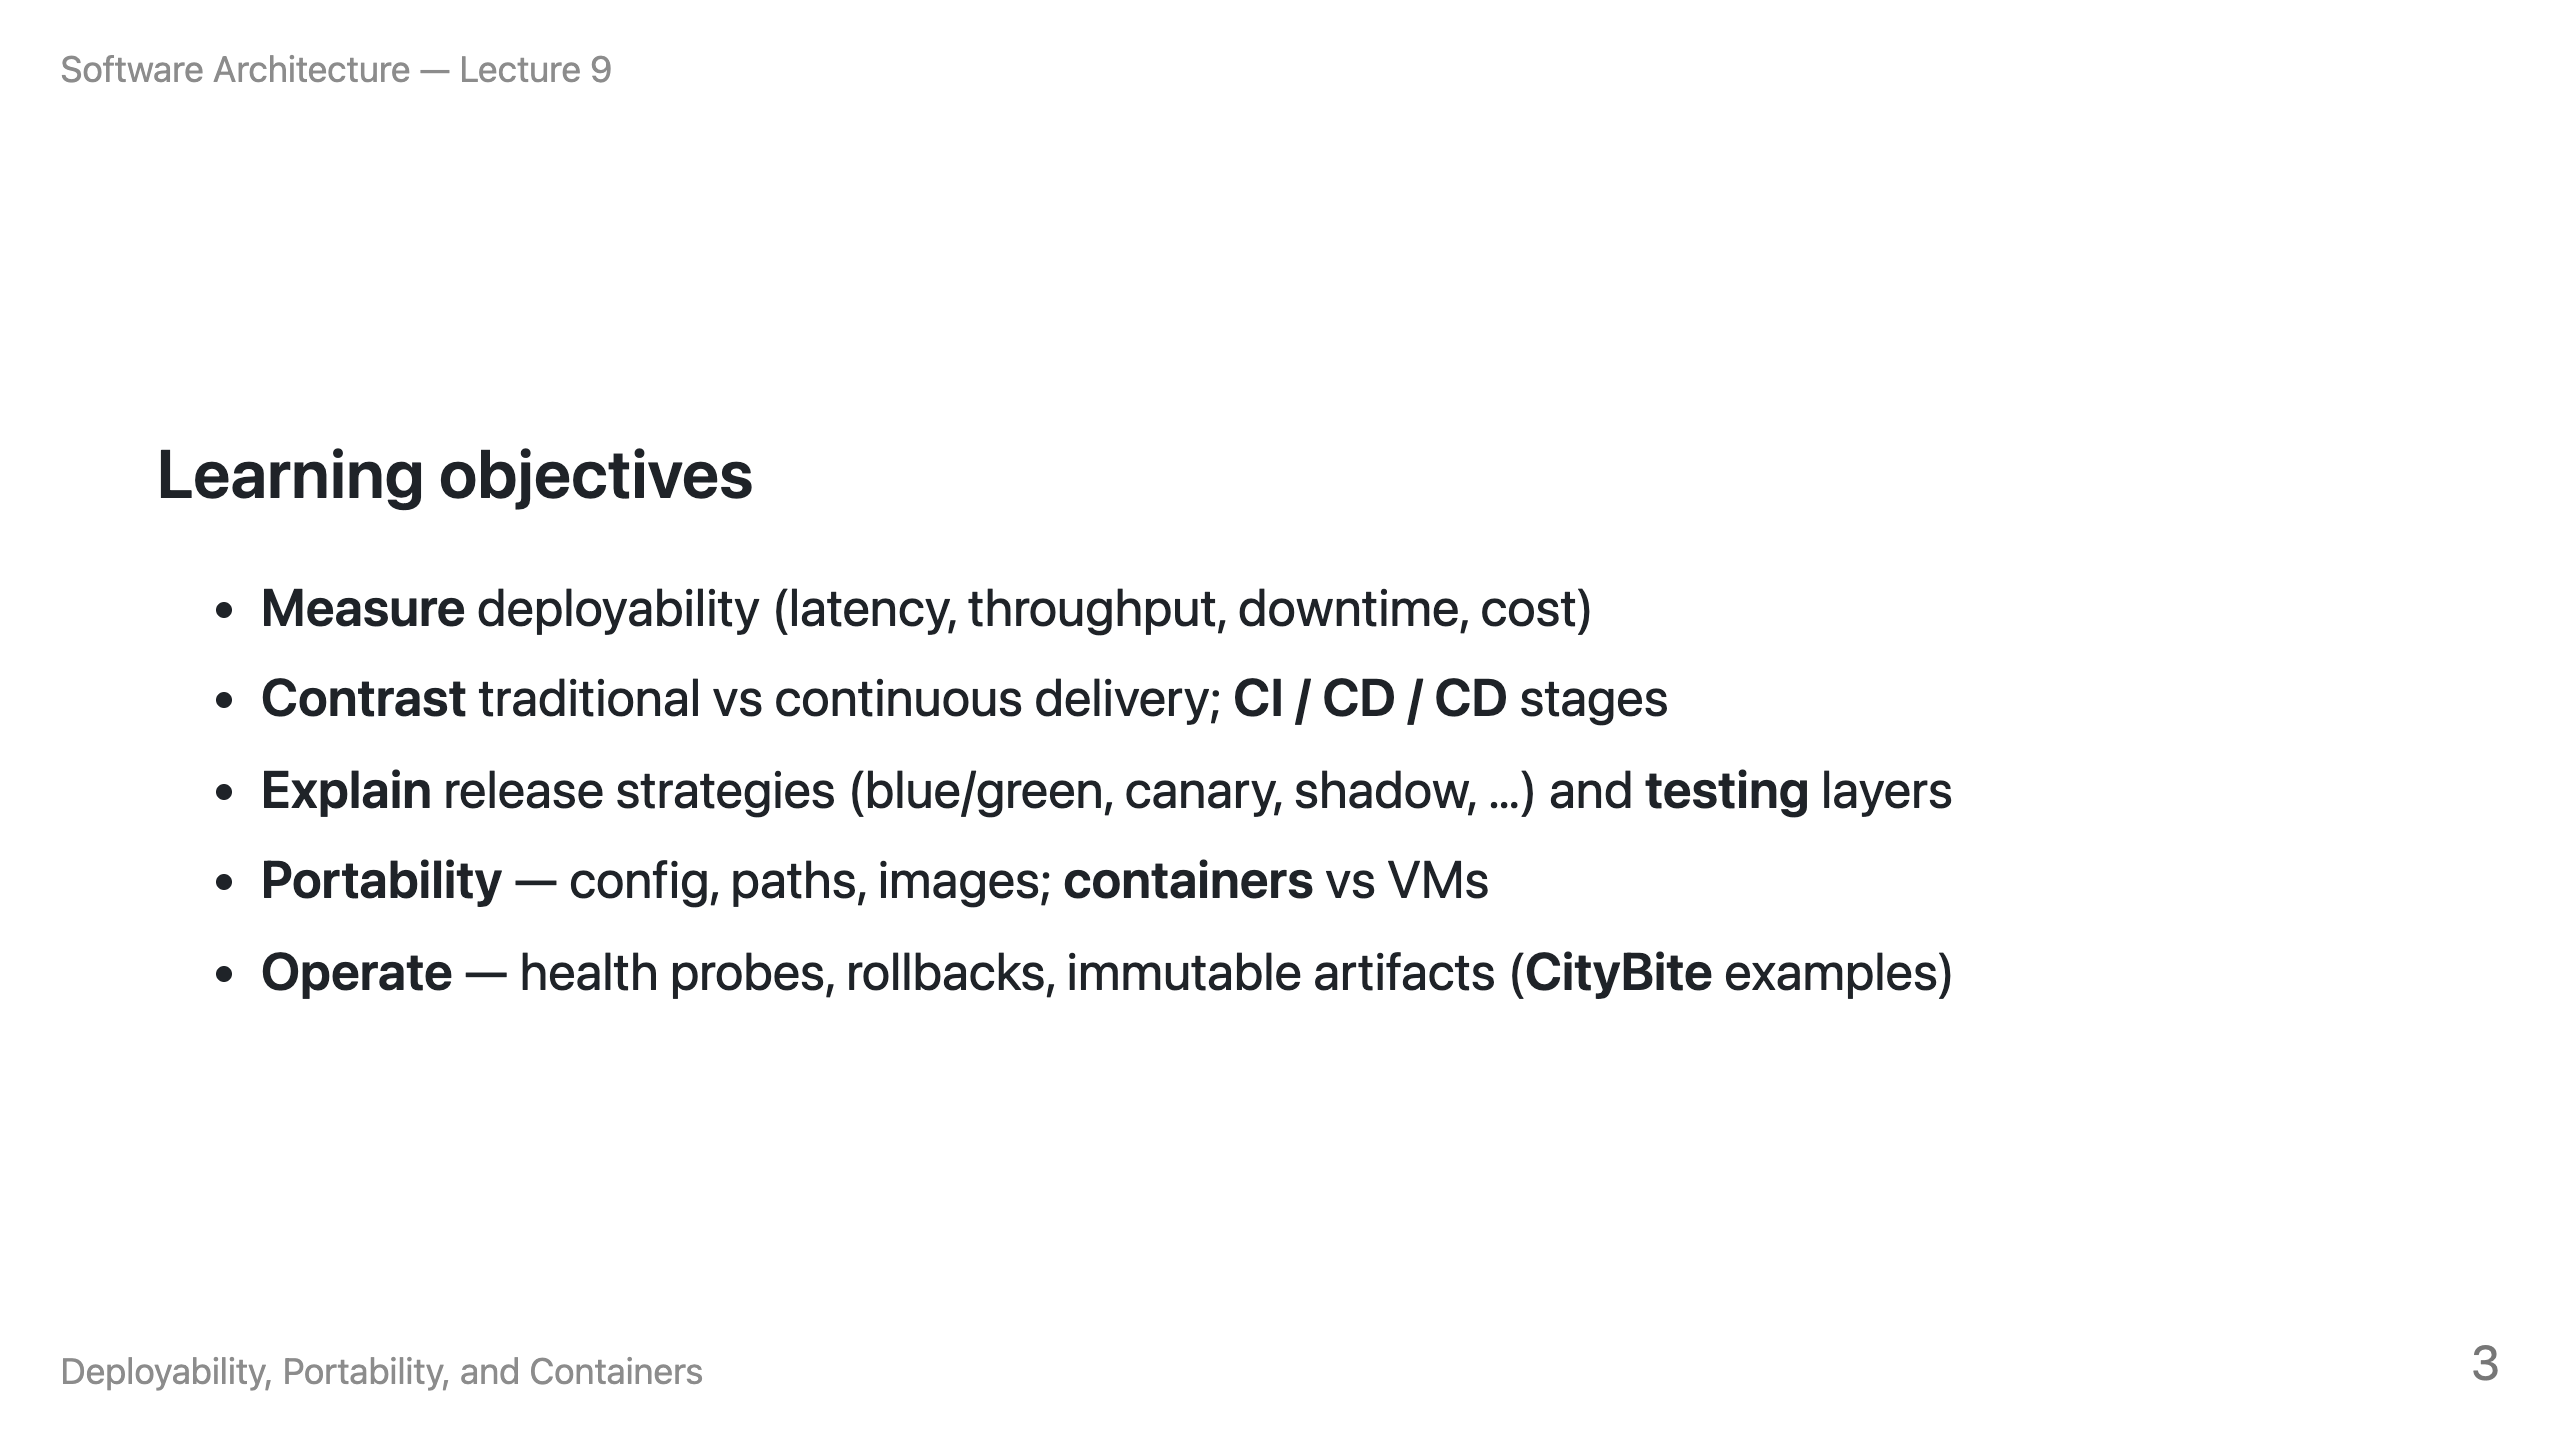 Software Architecture — Lecture 9
Learning objectives
• Measure deployability (latency, throughput, downtime, cost)
• Contrast traditional vs continuous delivery; CI / CD / CD stages
• Explain release strategies (blue/green, canary, shadow, ...) and testing layers
• Portability — config, paths, images; containers vs VMs
• Operate — health probes, rollbacks, immutable artifacts (CityBite examples)
Deployability, Portability, and Containers
3